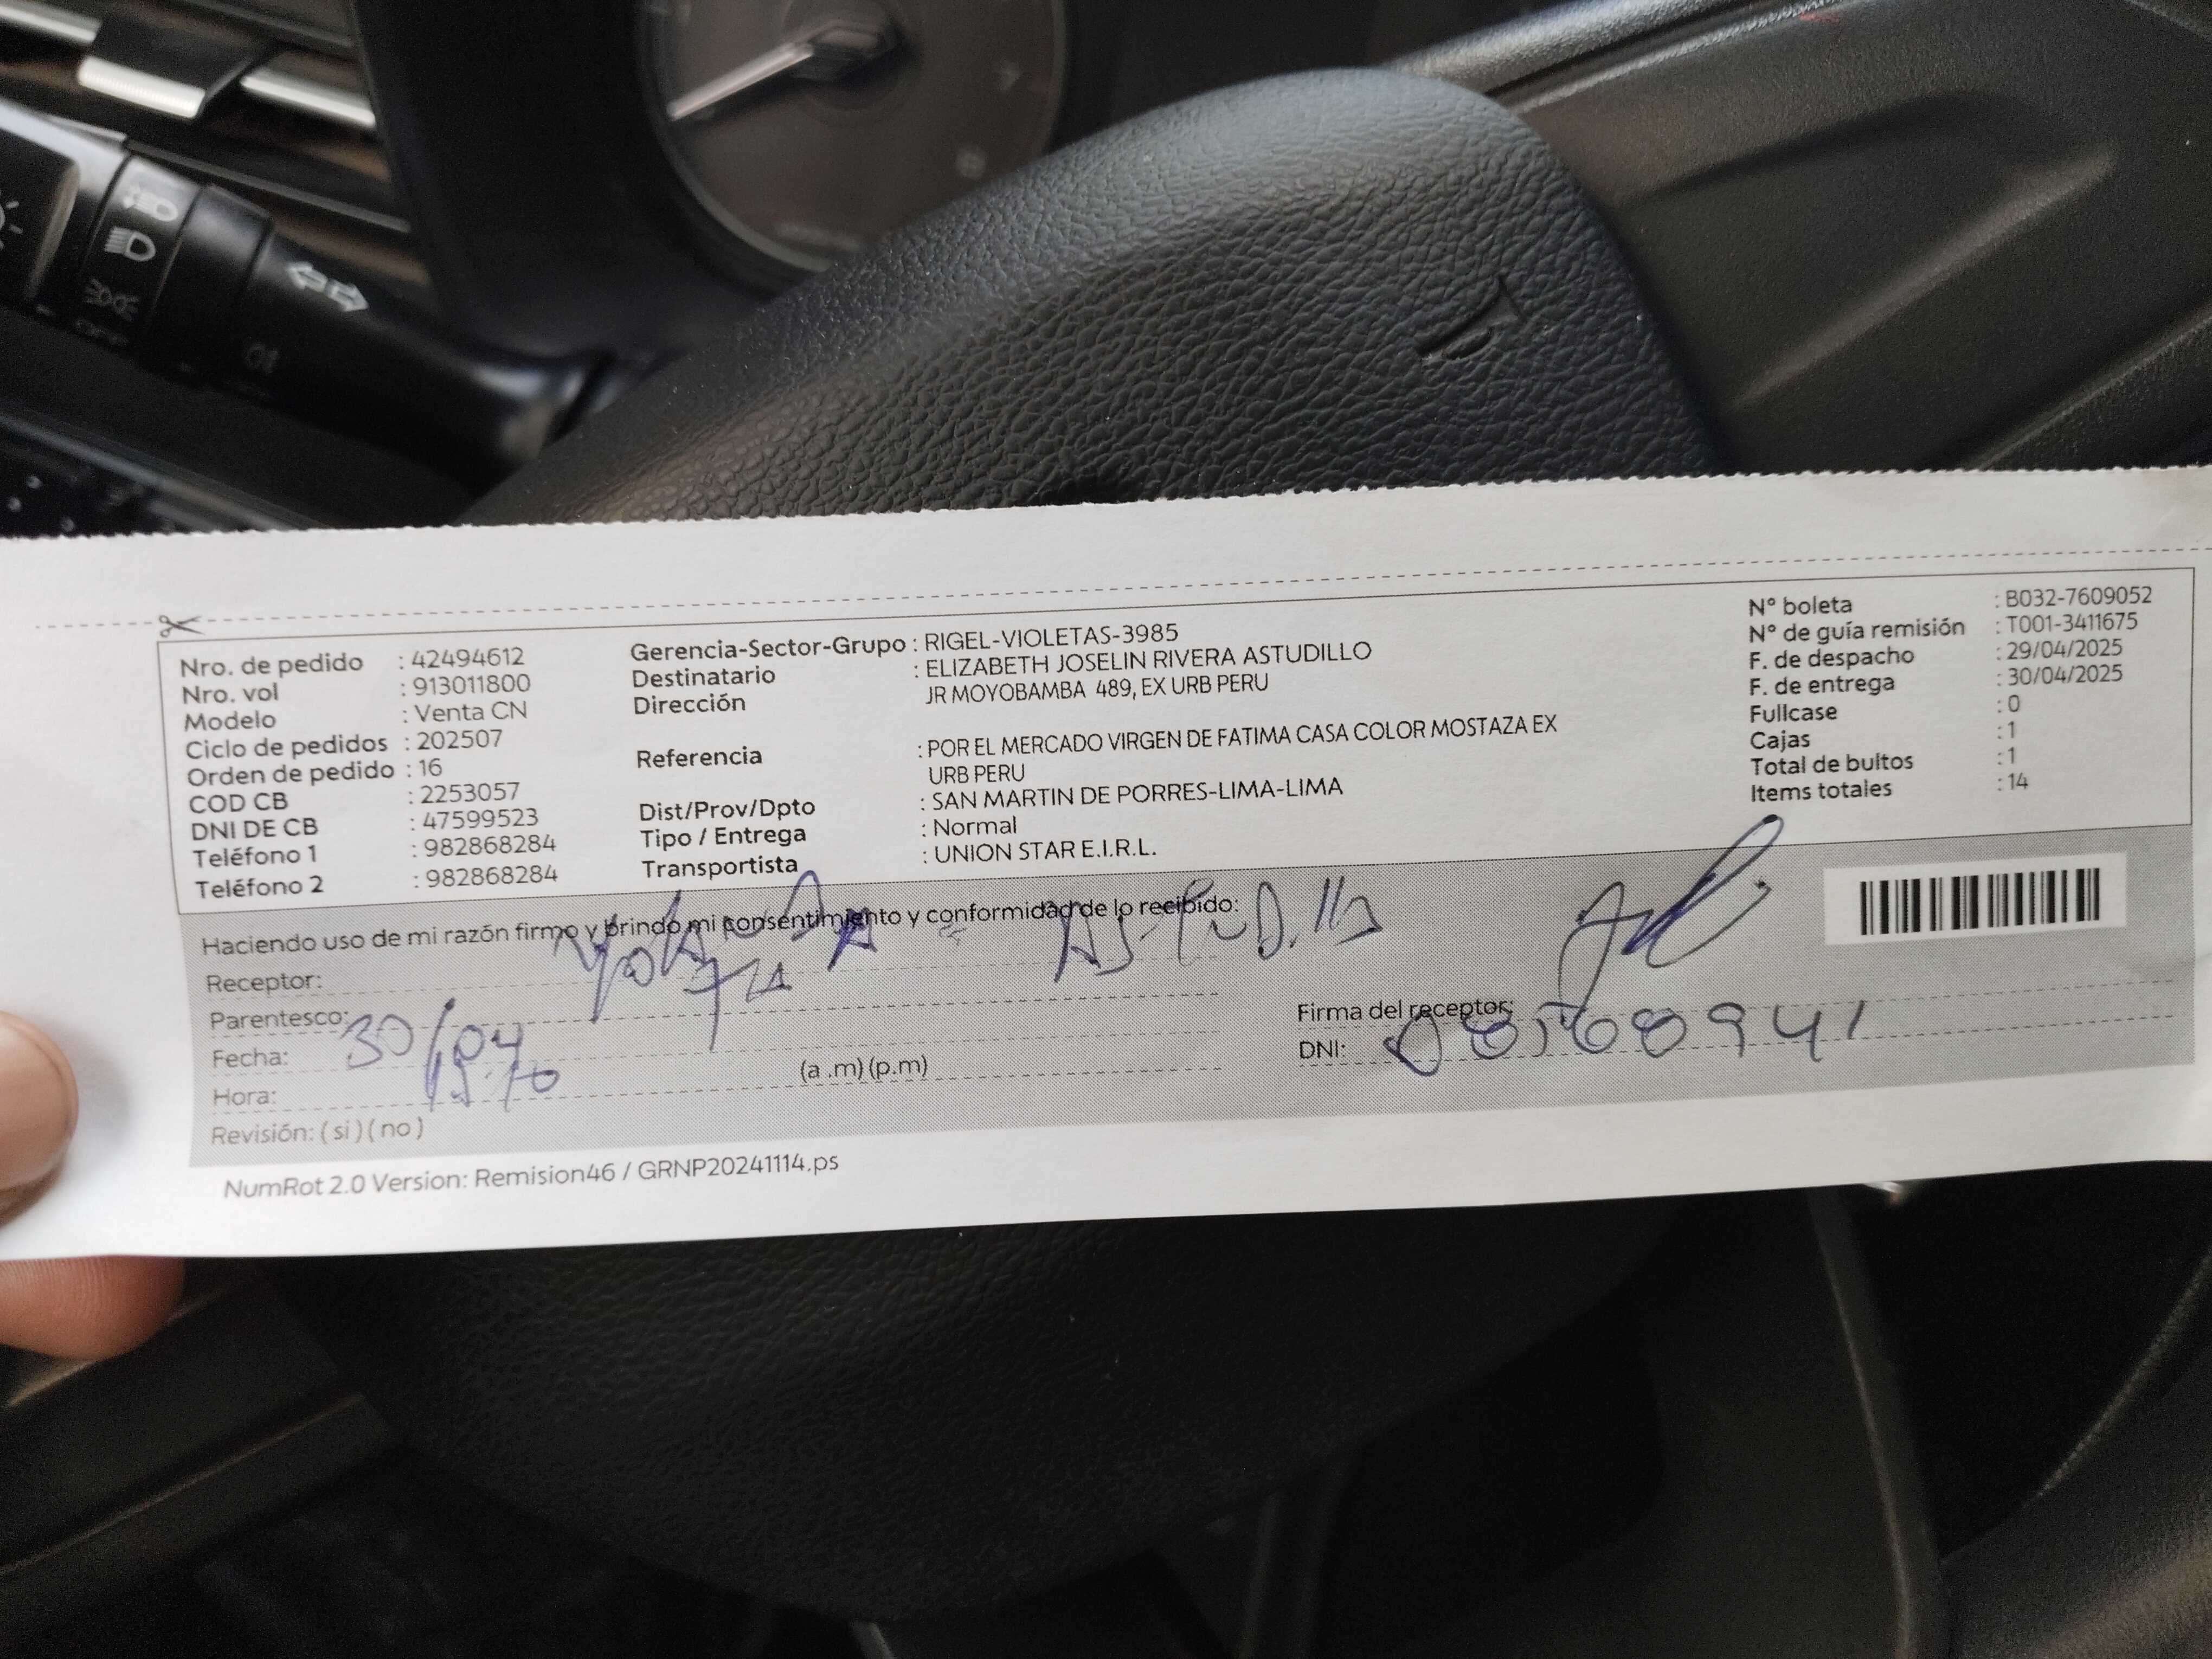 Nro. de pedido : 42494612
Nro. vol : 913011800
Modelo : Venta CN
Ciclo de pedidos : 202507
Orden de pedido : 16
COD CB : 2253057
DNI DE CB : 47599523
Teléfono 1 : 982868284
Teléfono 2 : 982868284
Gerencia-Sector-Grupo : RIGEL-VIOLETAS-3985
Destinatario : ELIZABETH JOSELIN RIVERA ASTUDILLO
Dirección JR MOYOBAMBA 489, EX URB PERU
Referencia : POR EL MERCADO VIRGEN DE FATIMA CASA COLOR MOSTAZA EX
URB PERU
Dist/Prov/Dpto : SAN MARTIN DE PORRES-LIMA-LIMA
Tipo / Entrega : Normal
Transportista : UNION STAR E.I.R.L.
N° boleta : B032-7609052
N° de guía remisión : T001-3411675
F. de despacho : 29/04/2025
F. de entrega : 30/04/2025
Fullcase : 0
Cajas : 1
Total de bultos : 1
Items totales : 14
Haciendo uso de mi razón firmo y brindo mi consentimiento y conformidad de lo recibido:
Receptor:
Parentesco:
Fecha: 30/04
Hora: (a .m) (p.m)
Revisión: ( si ) ( no )
Firma del receptor:
DNI: 08560941
NumRot 2.0 Version: Remision46 / GRNP20241114.ps
OFF